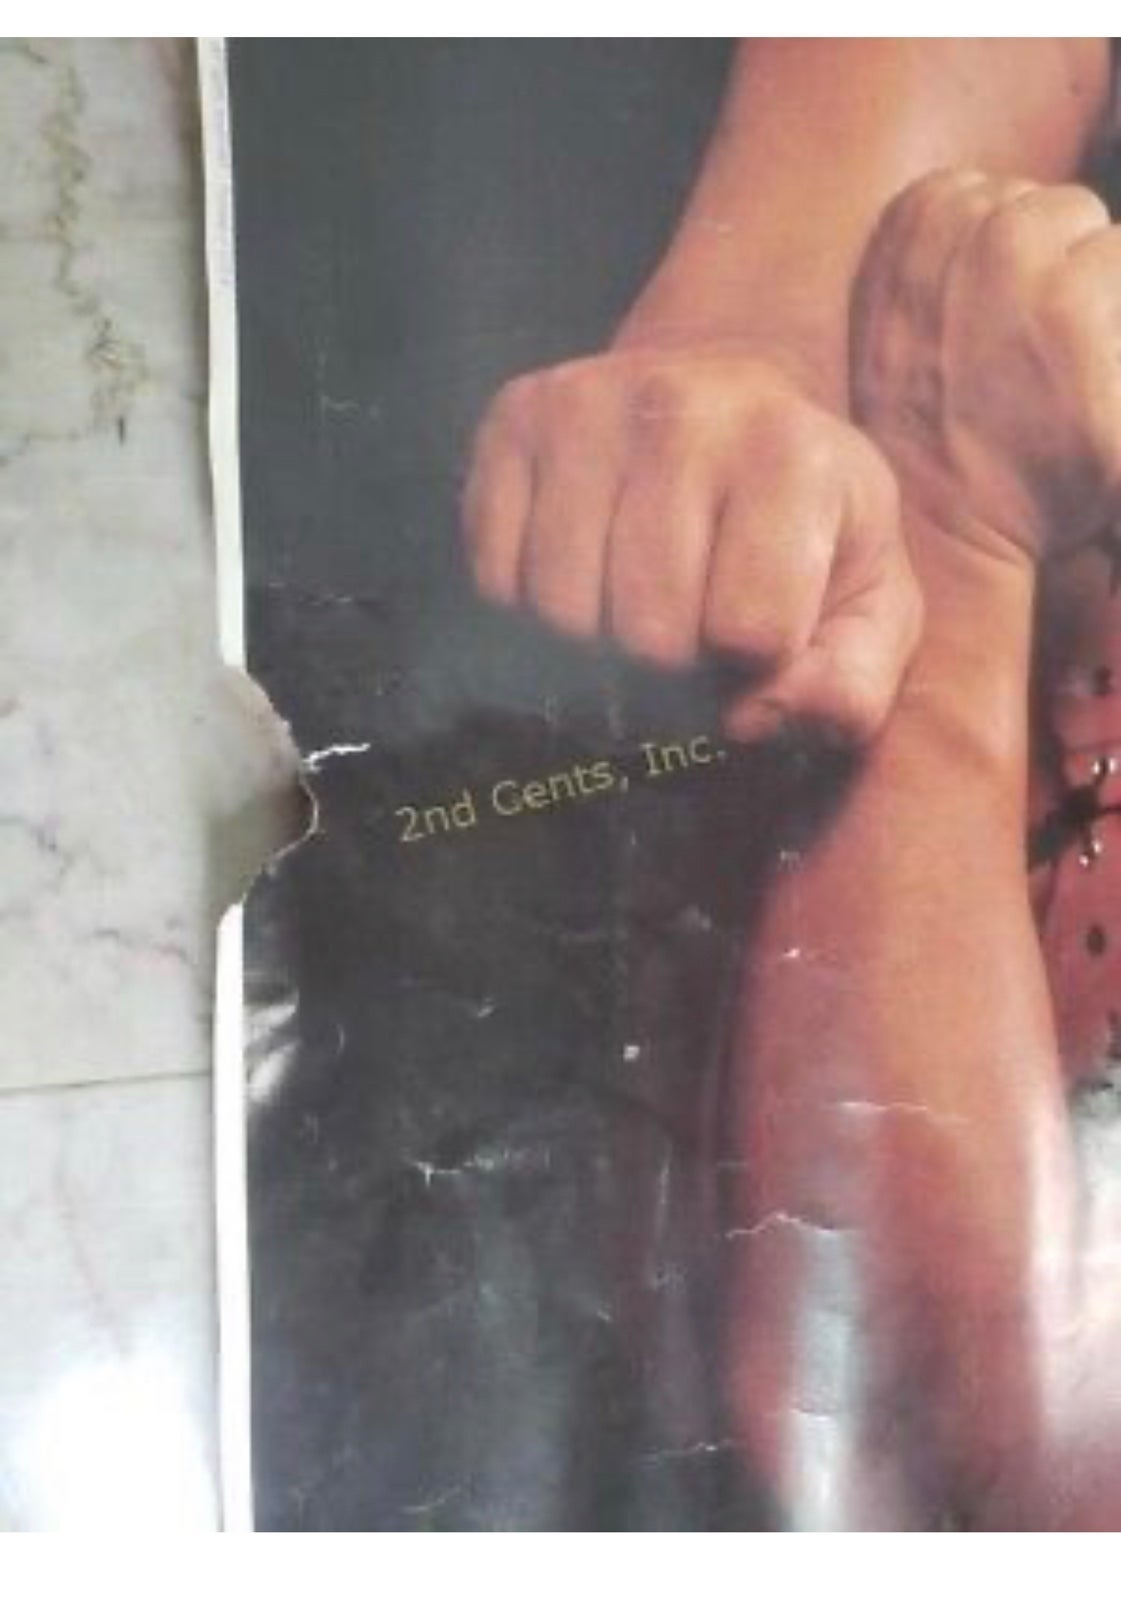 2nd Gents, Inc.